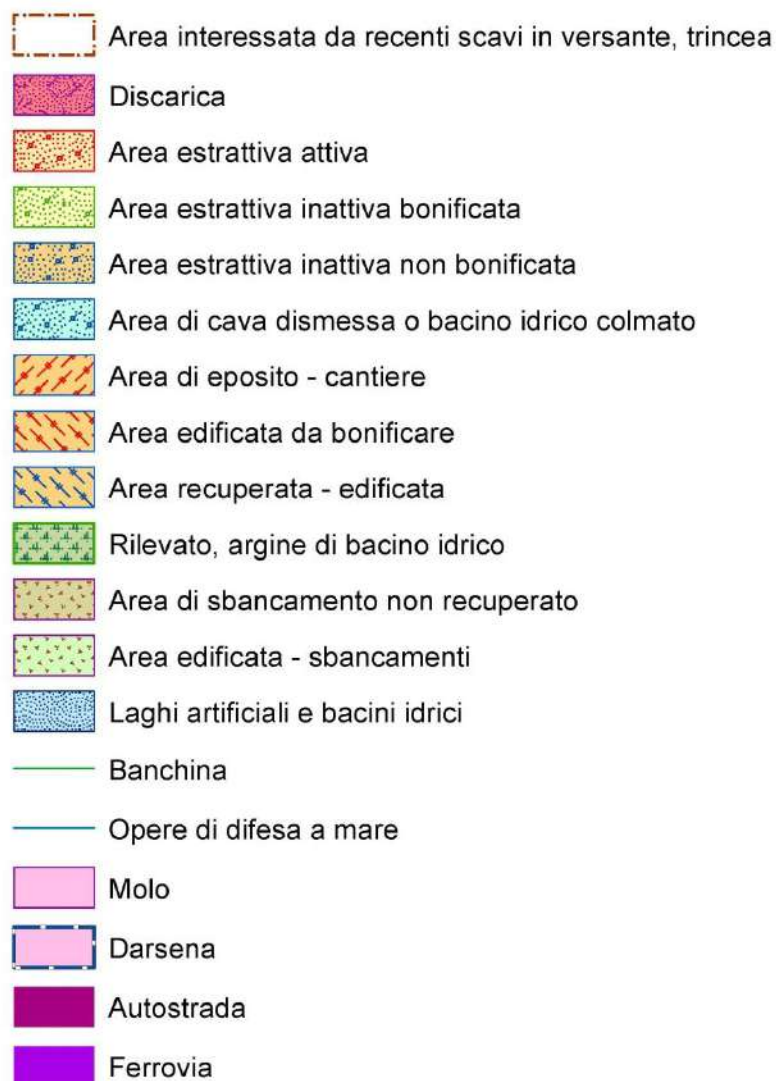 Area interessata da recenti scavi in versante, trincea
Discarica
Area estrattiva attiva
Area estrattiva inattiva bonificata
Area estrattiva inattiva non bonificata
Area di cava dismessa o bacino idrico colmato
Area di eposito - cantiere
Area edificata da bonificare
Area recuperata - edificata
Rilevato, argine di bacino idrico
Area di sbancamento non recuperato
Area edificata - sbancamenti
Laghi artificiali e bacini idrici
Banchina
Opere di difesa a mare
Molo
Darsena
Autostrada
Ferrovia